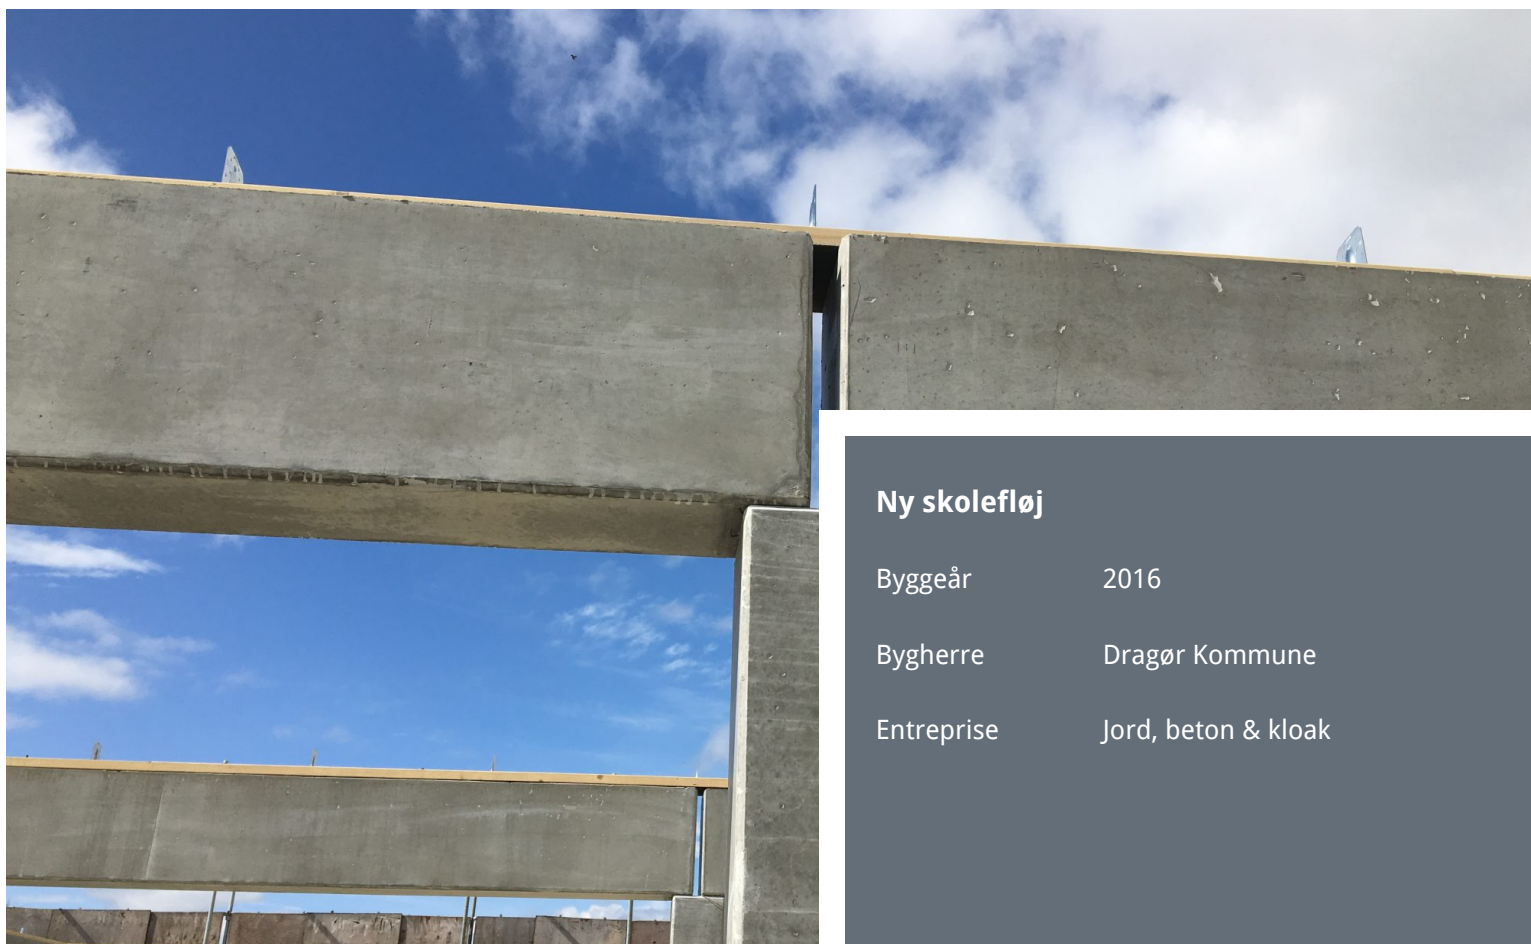 Ny skolefløj
Byggeår 2016
Bygherre Dragør Kommune
Entreprise Jord, beton & kloak